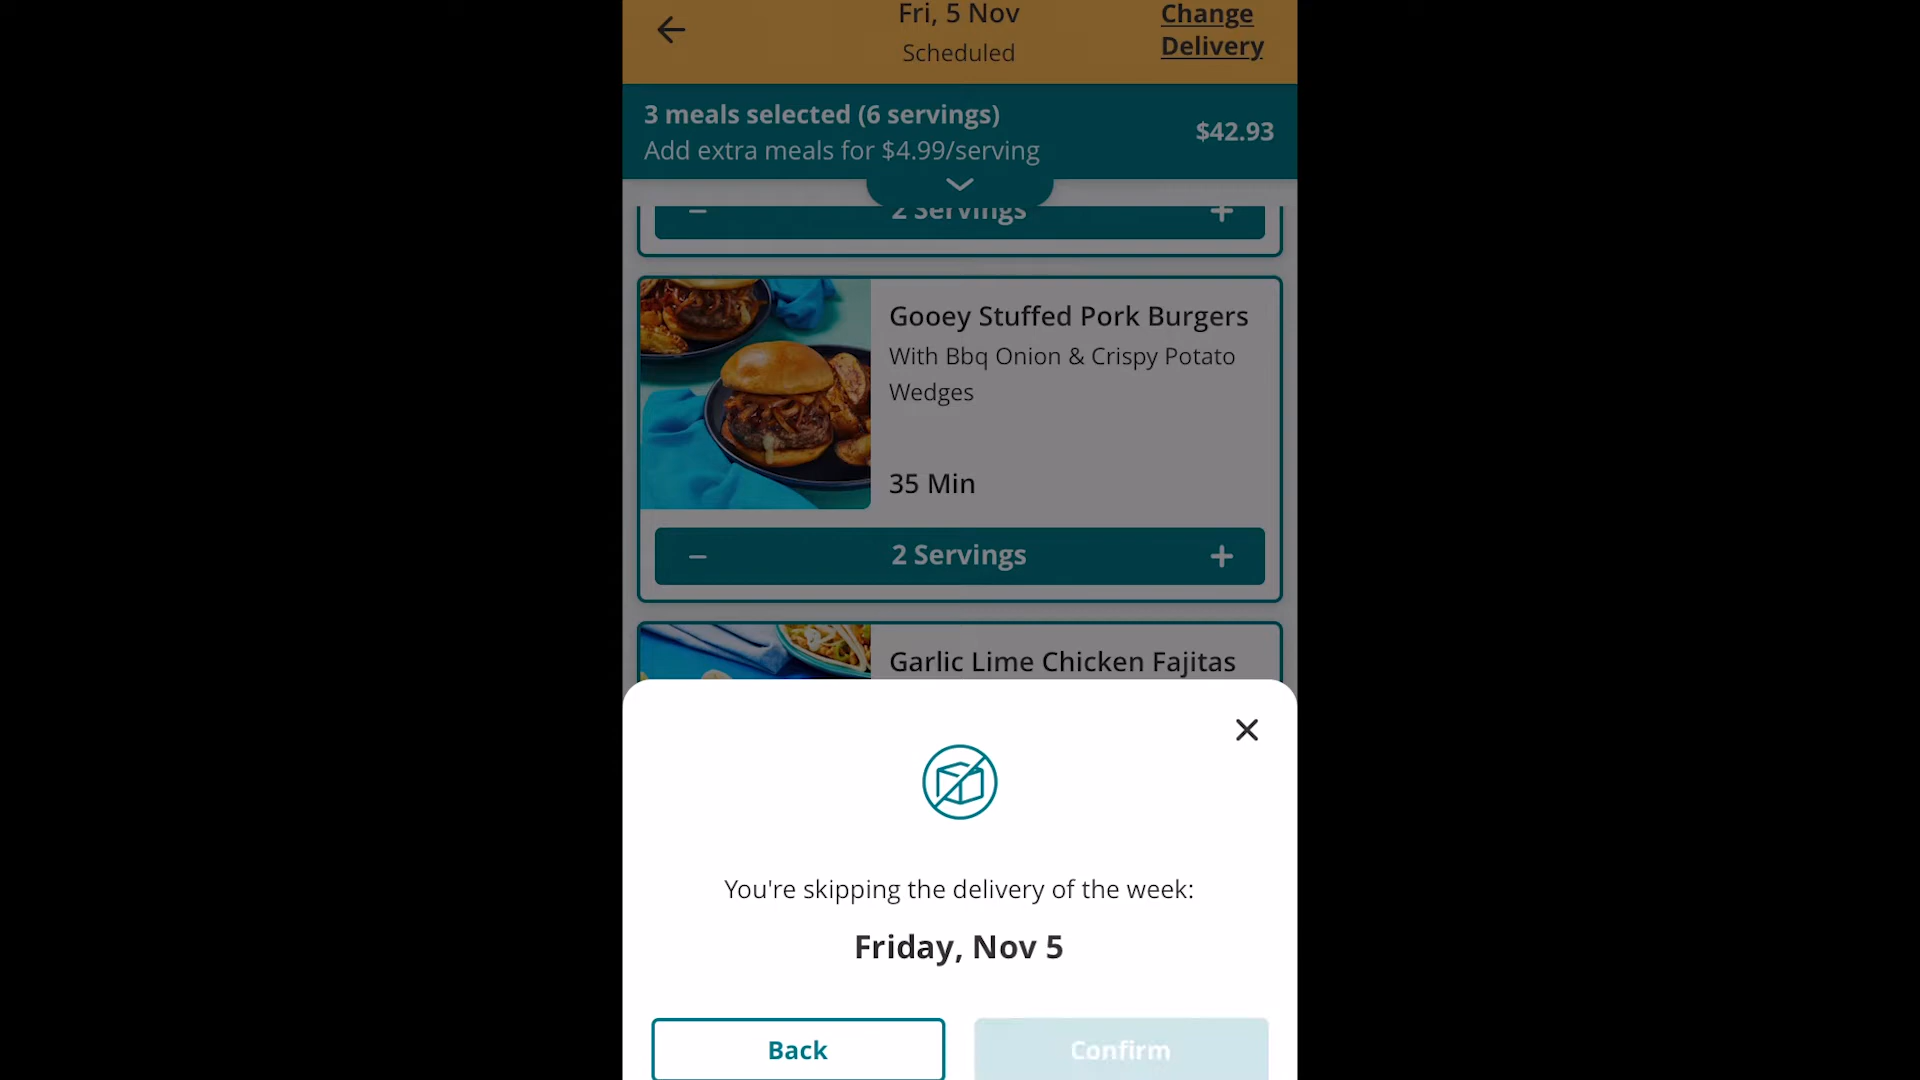 Fri, 5 Nov
Scheduled
Change
Delivery
3 meals selected (6 servings)
Add extra meals for $4.99/serving
$42.93
2 Servings
Gooey Stuffed Pork Burgers
With Bbq Onion & Crispy Potato
Wedges
35 Min
2 Servings
Garlic Lime Chicken Fajitas
You're skipping the delivery of the week:
Friday, Nov 5
Back
Confirm